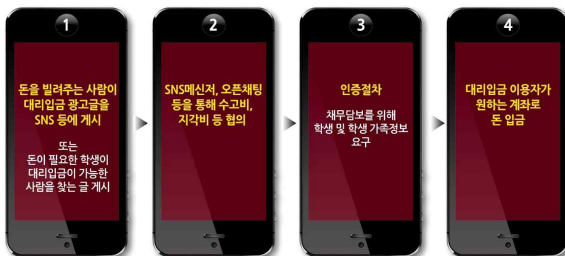 1
돈을 빌려주는 사람이
대리입금 광고글을
SNS 등에 게시
또는
돈이 필요한 학생이
대리입금이 가능한
사람을 찾는 글 게시
2
SNS메신저, 오픈채팅
등을 통해 수고비,
지각비 등 협의
3
인증절차
채무담보를 위해
학생 및 학생 가족정보
요구
4
대리입금 이용자가
원하는 계좌로
돈 입금